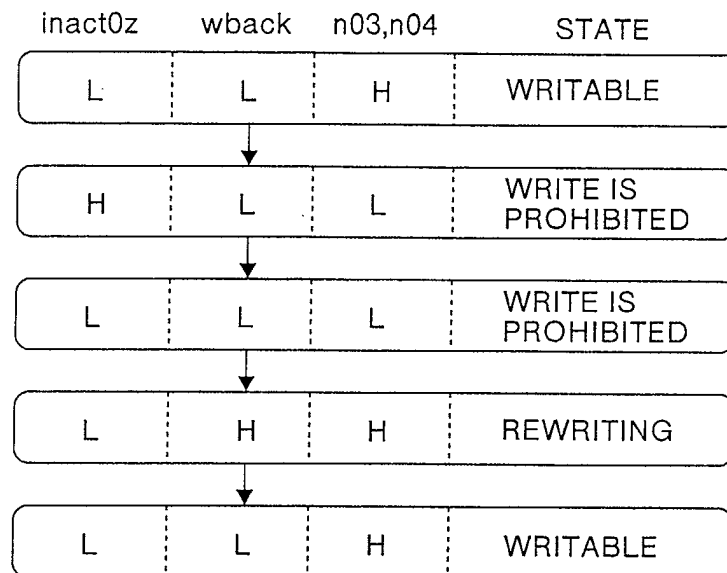 inact0z wback n03,n04 STATE
L L H WRITABLE
H L L WRITE IS
PROHIBITED
L L L WRITE IS
PROHIBITED
L H H REWRITING
L L H WRITABLE